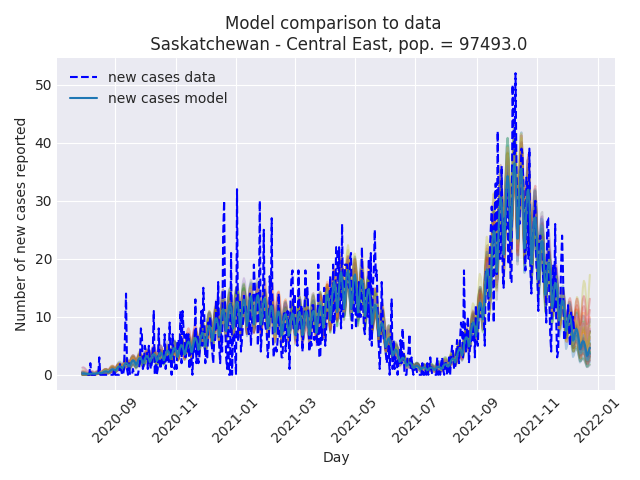 Model comparison to data
Saskatchewan - Central East, pop. = 97493.0
new cases data
new cases model
Number of new cases reported
50
40
30
20
10
0
2020-09
2020-11
2021-01
2021-03
2021-05
2021-07
2021-09
2021-11
2022-01
Day